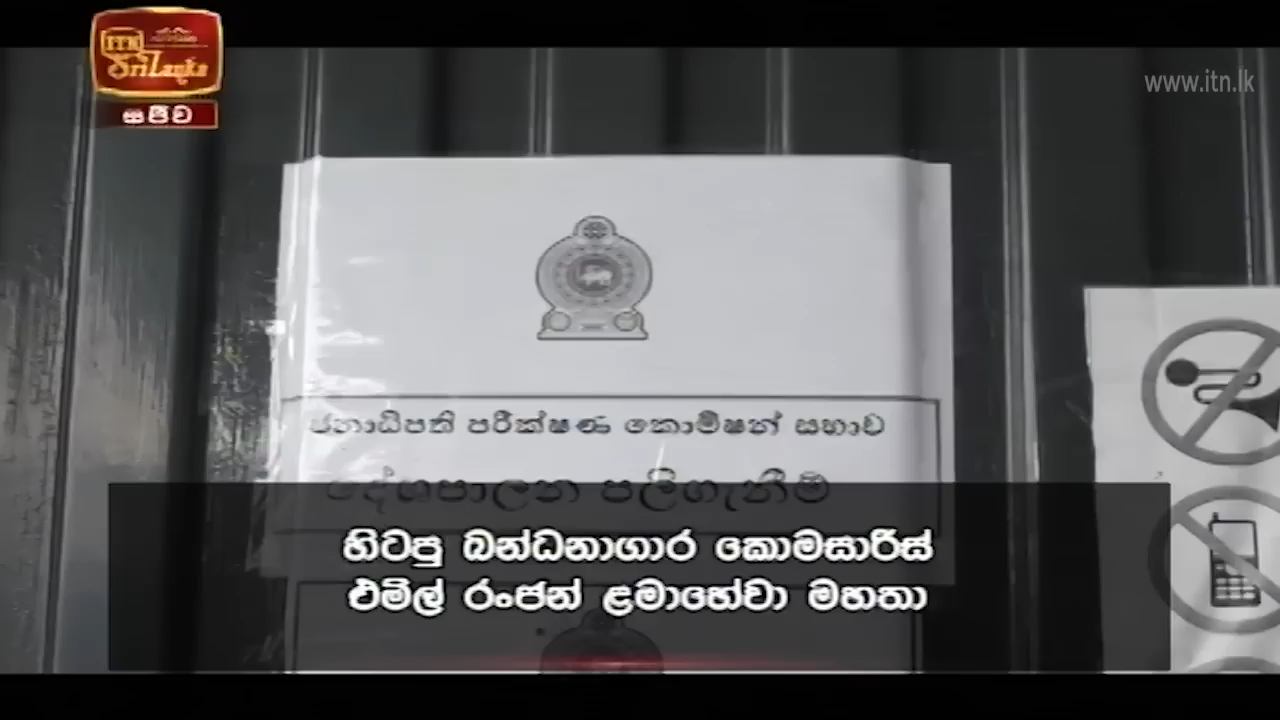 ITN
Sri Lanka
සජීව
www.itn.lk
ජනාධිපති පරීක්ෂණ කොමිෂන් සභාව
දේශපාලන පලිගැනීම
හිටපු බන්ධනාගාර කොමසාරිස්
එමිල් රංජන් ළමාහේවා මහතා